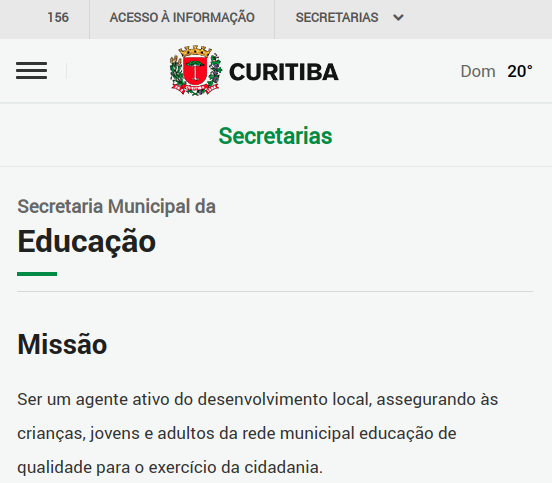 156 ACESSO À INFORMAÇÃO SECRETARIAS
CURITIBA Dom 20°
Secretarias
Secretaria Municipal da
Educação
Missão
Ser um agente ativo do desenvolvimento local, assegurando às
crianças, jovens e adultos da rede municipal educação de
qualidade para o exercício da cidadania.